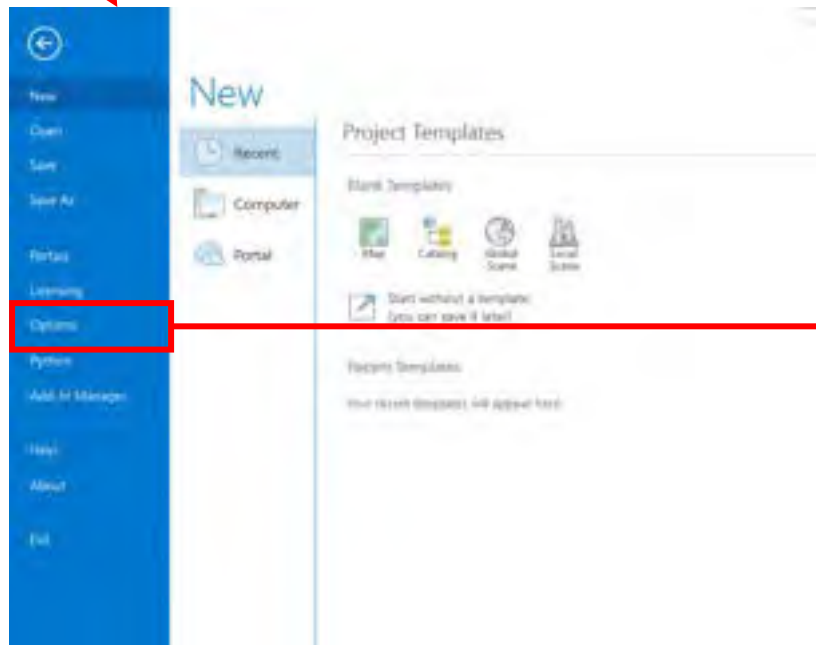 New
Open
Save
Save As
Portals
Licensing
Options
Python
Add-In Manager
Help
About
Exit
New
Recent
Computer
Portal
Project Templates
Blank Templates
Map
Catalog
Global
Scene
Local
Scene
Start without a template
(you can save it later)
Recent Templates
Your recent templates will appear here.